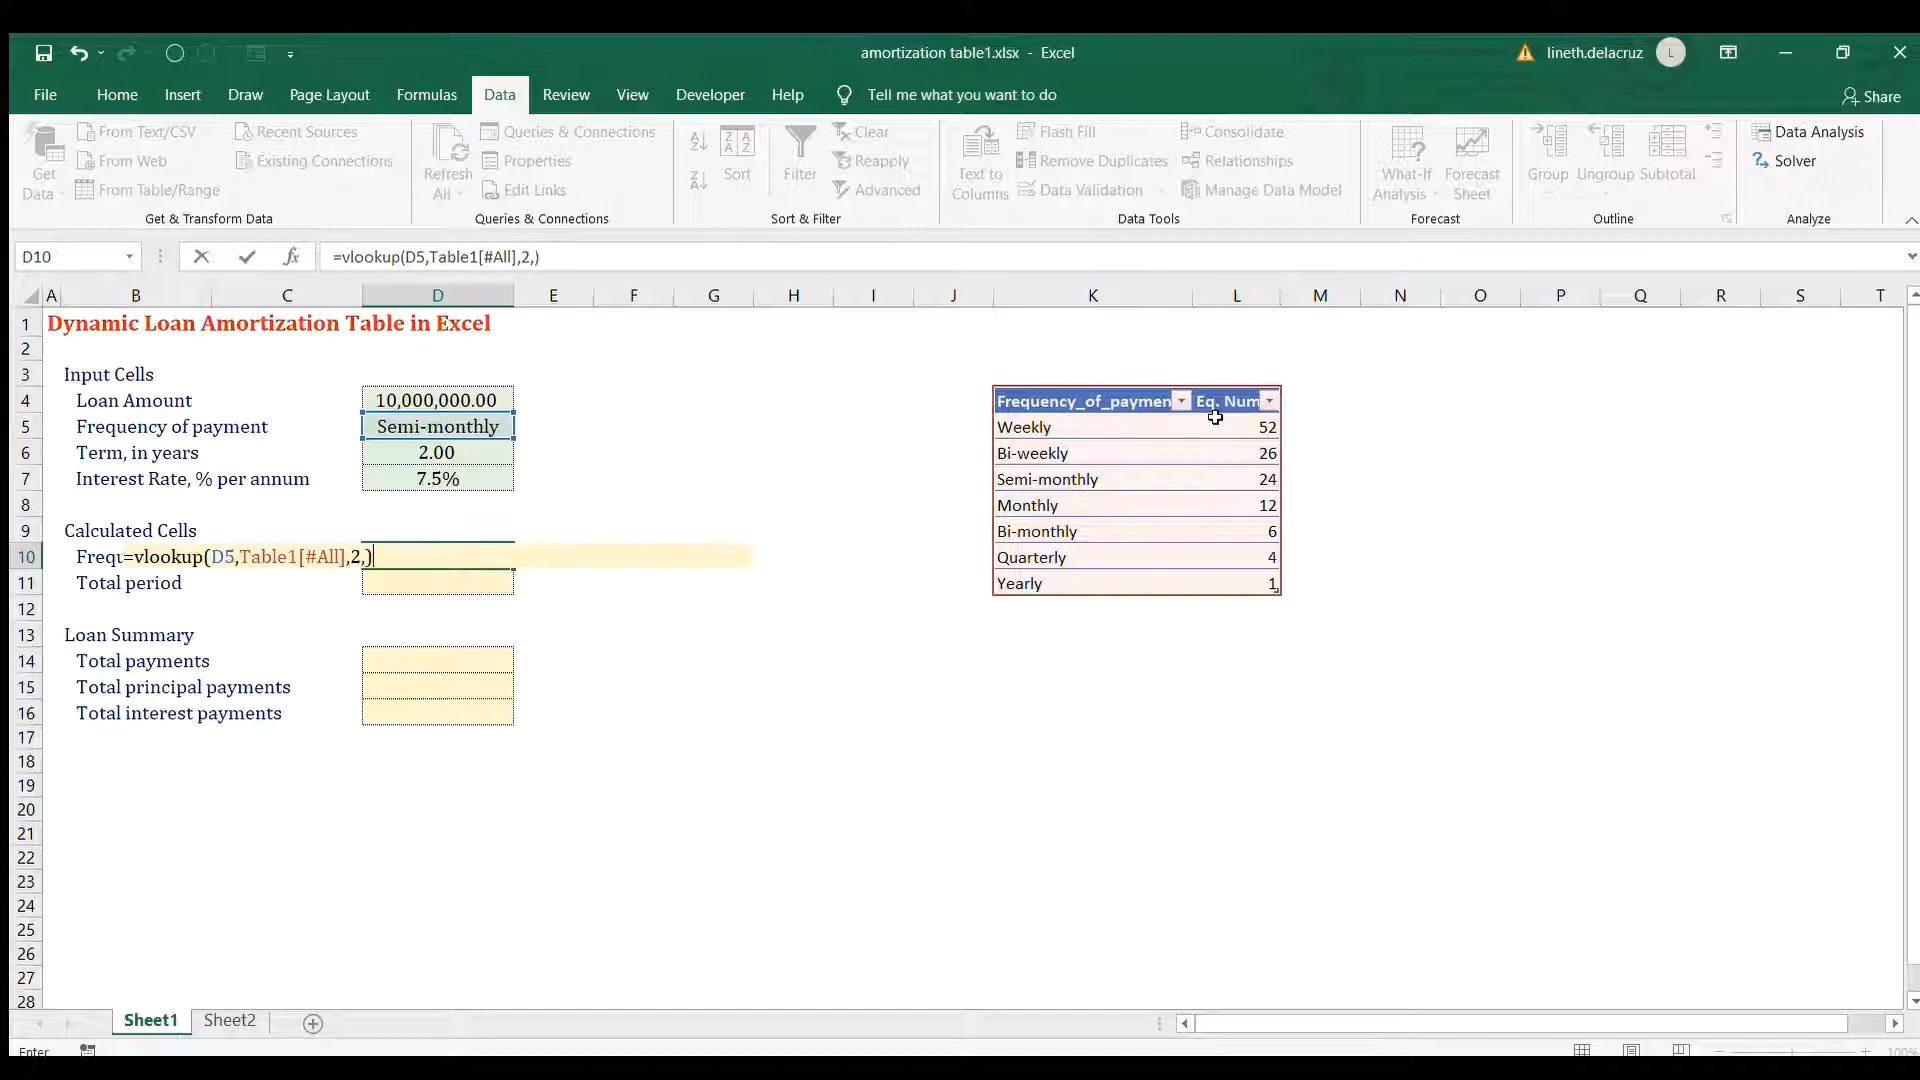 amortization table1.xlsx - Excel
lineth.delacruz
L
File Home Insert Draw Page Layout Formulas Data Review View Developer Help Tell me what you want to do
Share
Get Data
From Text/CSV
From Web
From Table/Range
Recent Sources
Existing Connections
Get & Transform Data
Refresh All
Queries & Connections
Properties
Edit Links
Queries & Connections
Sort
Filter
Clear
Reapply
Advanced
Sort & Filter
Text to Columns
Flash Fill
Remove Duplicates
Data Validation
Consolidate
Relationships
Manage Data Model
Data Tools
What-If Analysis
Forecast Sheet
Forecast
Group
Ungroup
Subtotal
Outline
Data Analysis
Solver
Analyze
D10
fx
=vlookup(D5,Table1[#All],2,)
A B C D E F G H I J K L M N O P Q R S T
1 Dynamic Loan Amortization Table in Excel
2
3 Input Cells
4 Loan Amount 10,000,000.00 Frequency_of_paymen Eq. Num
5 Frequency of payment Semi-monthly Weekly 52
6 Term, in years 2.00 Bi-weekly 26
7 Interest Rate, % per annum 7.5% Semi-monthly 24
8 Monthly 12
9 Calculated Cells Bi-monthly 6
10 Frequ=vlookup(D5,Table1[#All],2,) Quarterly 4
11 Total period Yearly 1
12
13 Loan Summary
14 Total payments
15 Total principal payments
16 Total interest payments
17
18
19
20
21
22
23
24
25
26
27
28
Sheet1 Sheet2
Enter
100%